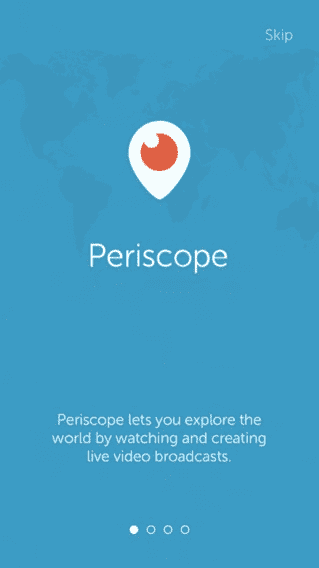 Skip
Periscope
Periscope lets you explore the
world by watching and creating
live video broadcasts.